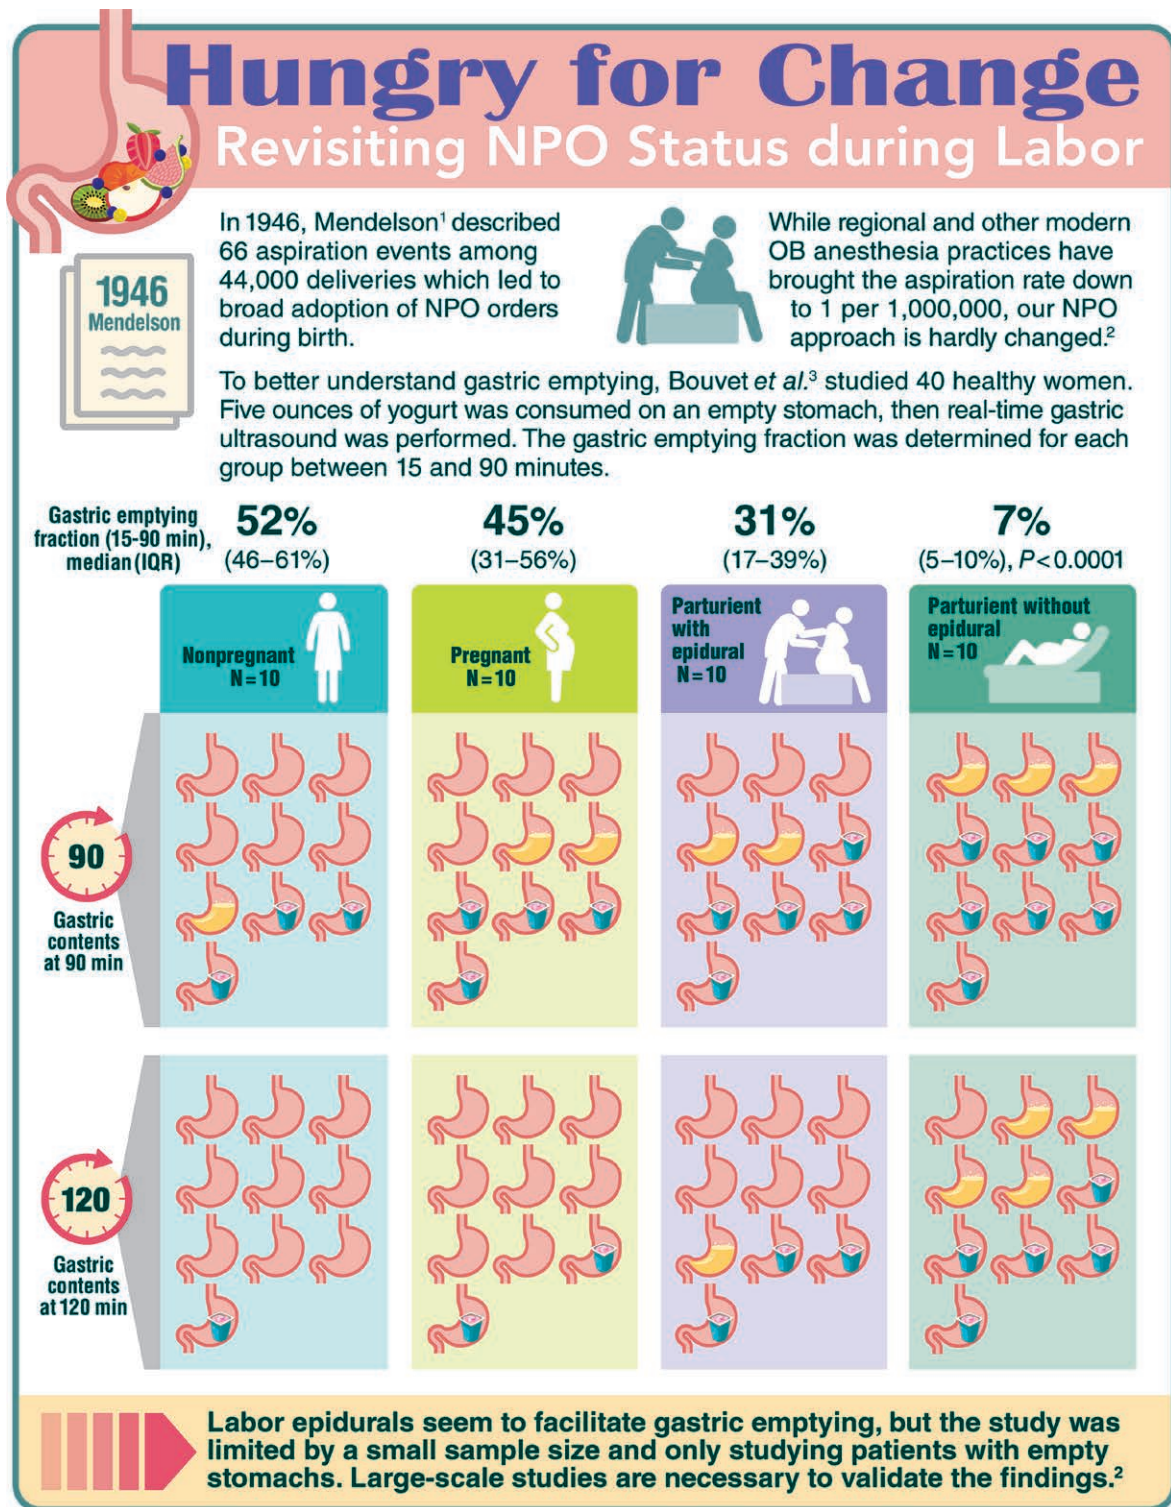 Hungry for Change
Revisiting NPO Status during Labor
1946
Mendelson
In 1946, Mendelson¹ described
66 aspiration events among
44,000 deliveries which led to
broad adoption of NPO orders
during birth.
While regional and other modern
OB anesthesia practices have
brought the aspiration rate down
to 1 per 1,000,000, our NPO
approach is hardly changed.²
To better understand gastric emptying, Bouvet et al.³ studied 40 healthy women.
Five ounces of yogurt was consumed on an empty stomach, then real-time gastric
ultrasound was performed. The gastric emptying fraction was determined for each
group between 15 and 90 minutes.
Gastric emptying
fraction (15-90 min),
median (IQR)
52%
(46–61%)
45%
(31–56%)
31%
(17–39%)
7%
(5–10%), P<0.0001
Nonpregnant
N=10
Pregnant
N=10
Parturient
with
epidural
N=10
Parturient without
epidural
N=10
90
Gastric
contents
at 90 min
120
Gastric
contents
at 120 min
Labor epidurals seem to facilitate gastric emptying, but the study was
limited by a small sample size and only studying patients with empty
stomachs. Large-scale studies are necessary to validate the findings.²